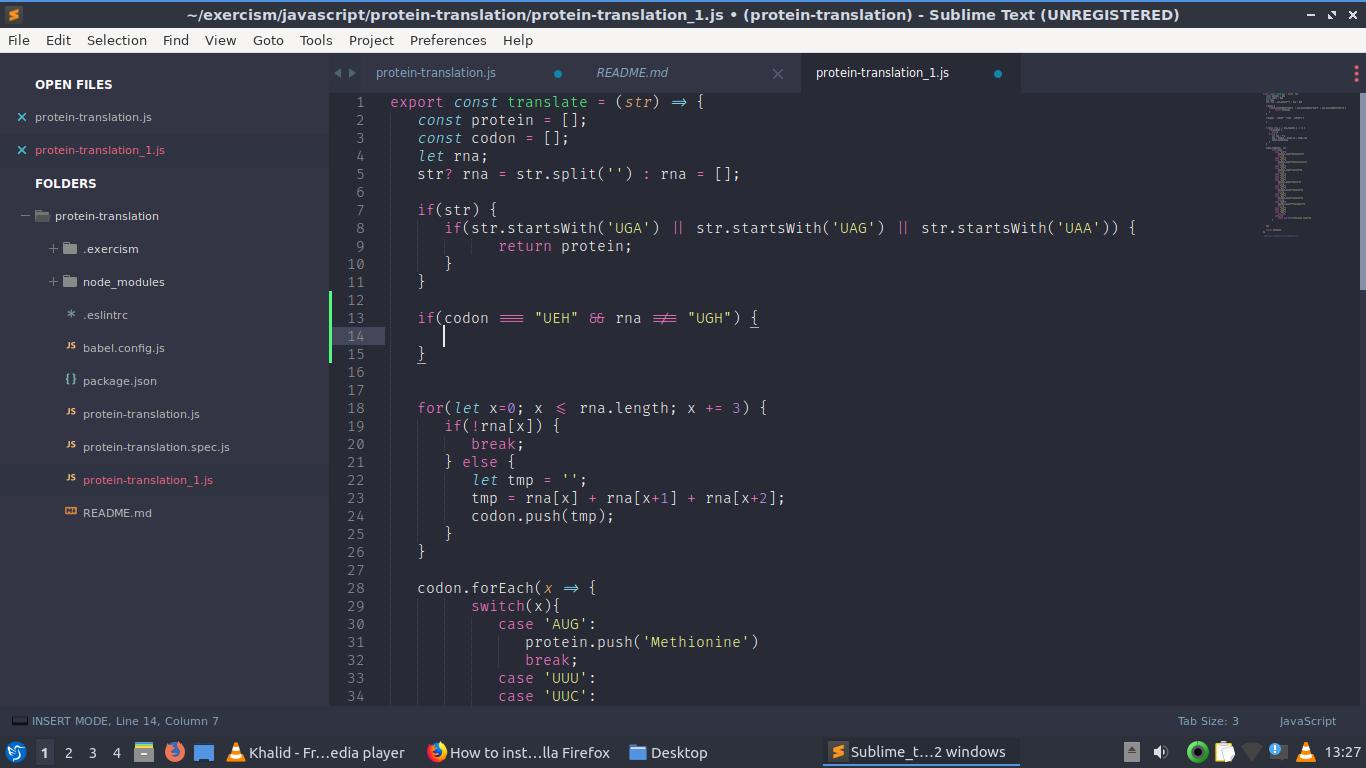 ~/exercism/javascript/protein-translation/protein-translation_1.js • (protein-translation) - Sublime Text (UNREGISTERED)
File Edit Selection Find View Goto Tools Project Preferences Help
OPEN FILES
protein-translation.js
protein-translation_1.js
FOLDERS
protein-translation
.exercism
node_modules
.eslintrc
JS babel.config.js
{} package.json
JS protein-translation.js
JS protein-translation.spec.js
JS protein-translation_1.js
README.md
protein-translation.js README.md protein-translation_1.js
1 export const translate = (str) => {
2 const protein = [];
3 const codon = [];
4 let rna;
5 str? rna = str.split('') : rna = [];
6
7 if(str) {
8 if(str.startsWith('UGA') || str.startsWith('UAG') || str.startsWith('UAA')) {
9 return protein;
10 }
11 }
12
13 if(codon === "UEH" && rna !== "UGH") {
14
15 }
16
17
18 for(let x=0; x <= rna.length; x += 3) {
19 if(!rna[x]) {
20 break;
21 } else {
22 let tmp = '';
23 tmp = rna[x] + rna[x+1] + rna[x+2];
24 codon.push(tmp);
25 }
26 }
27
28 codon.forEach(x => {
29 switch(x){
30 case 'AUG':
31 protein.push('Methionine')
32 break;
33 case 'UUU':
34 case 'UUC':
INSERT MODE, Line 14, Column 7 Tab Size: 3 JavaScript
1 2 3 4 Khalid - Fr...edia player How to inst...lla Firefox Desktop Sublime_t...2 windows 13:27